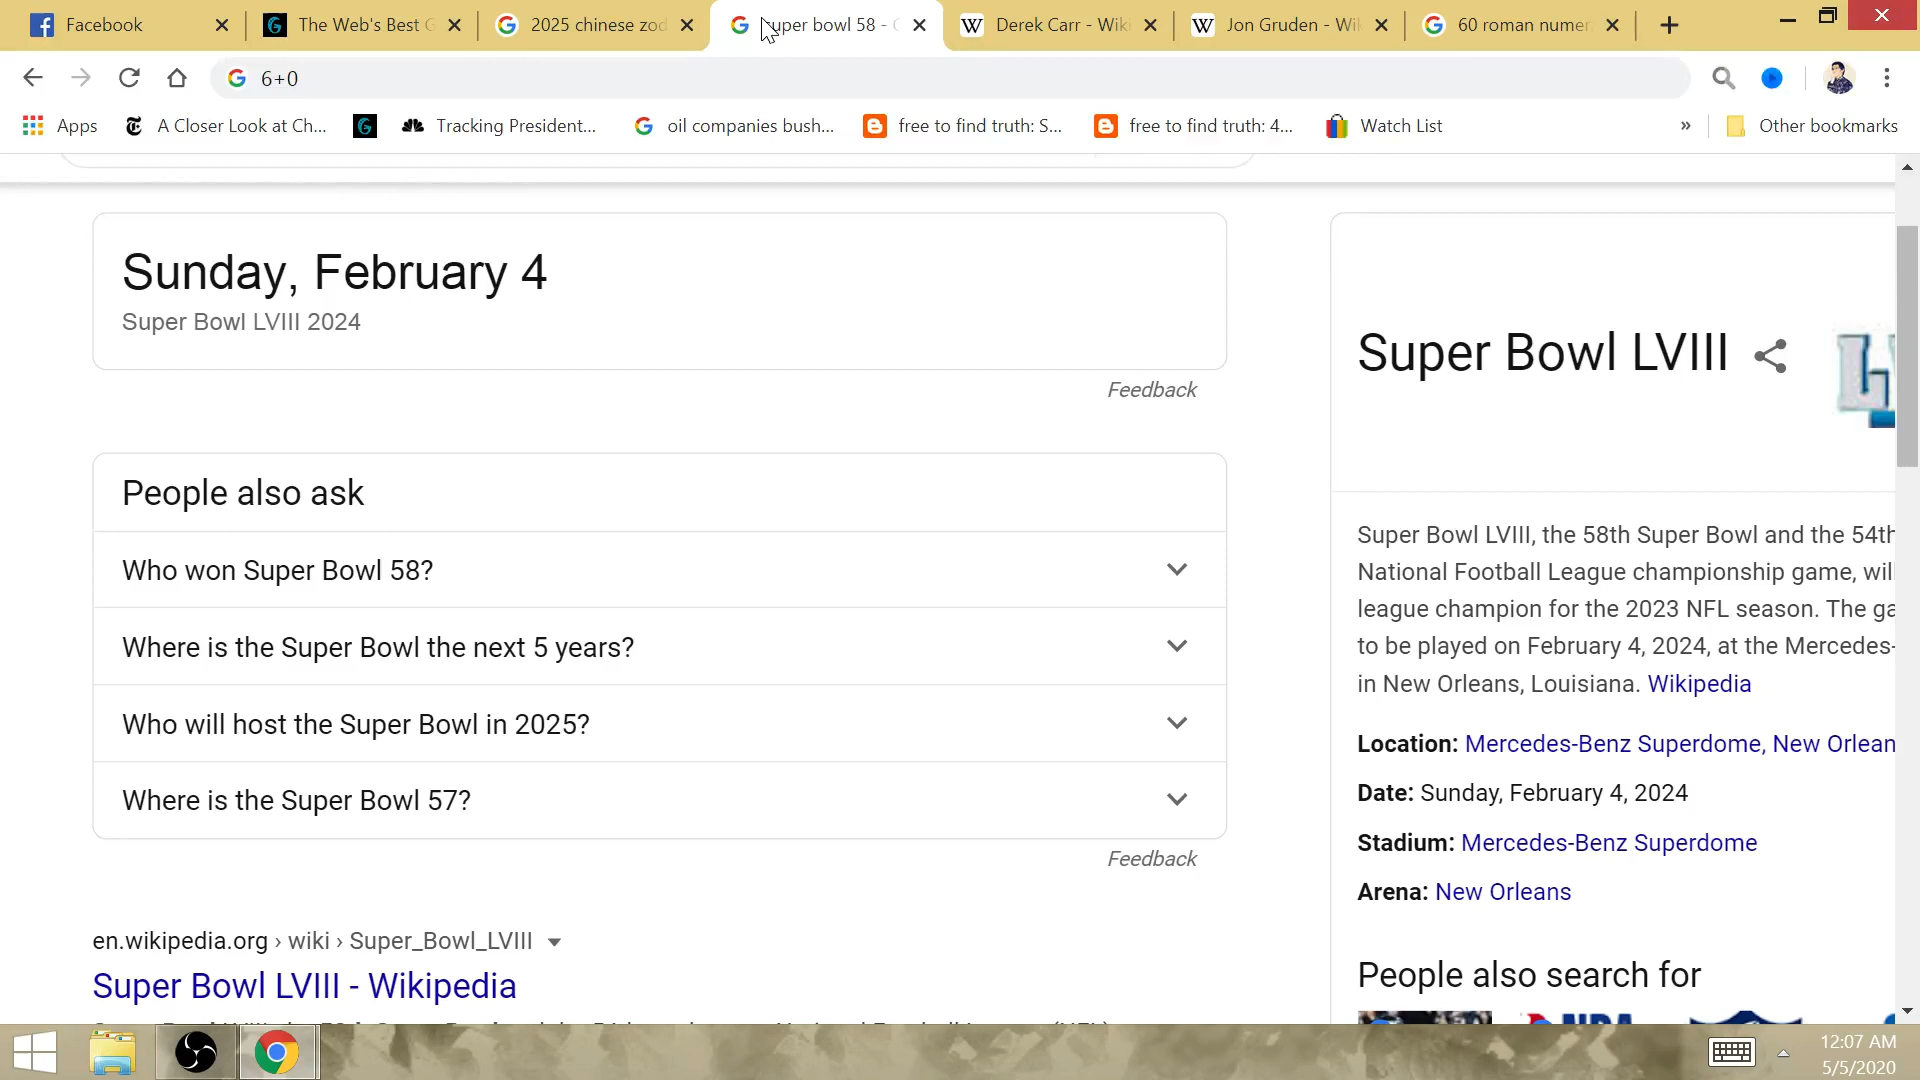 Facebook
The Web's Best G
2025 chinese zod
super bowl 58 - G
Derek Carr - Wiki
Jon Gruden - Wik
60 roman numer
6+0
Apps
A Closer Look at Ch...
Tracking President...
oil companies bush...
free to find truth: S...
free to find truth: 4...
Watch List
»
Other bookmarks
Sunday, February 4
Super Bowl LVIII 2024
Feedback
People also ask
Who won Super Bowl 58?
Where is the Super Bowl the next 5 years?
Who will host the Super Bowl in 2025?
Where is the Super Bowl 57?
Feedback
en.wikipedia.org › wiki › Super_Bowl_LVIII
Super Bowl LVIII - Wikipedia
Super Bowl LVIII
Super Bowl LVIII, the 58th Super Bowl and the 54th
National Football League championship game, will
league champion for the 2023 NFL season. The ga
to be played on February 4, 2024, at the Mercedes-
in New Orleans, Louisiana. Wikipedia
Location: Mercedes-Benz Superdome, New Orlean
Date: Sunday, February 4, 2024
Stadium: Mercedes-Benz Superdome
Arena: New Orleans
People also search for
12:07 AM
5/5/2020